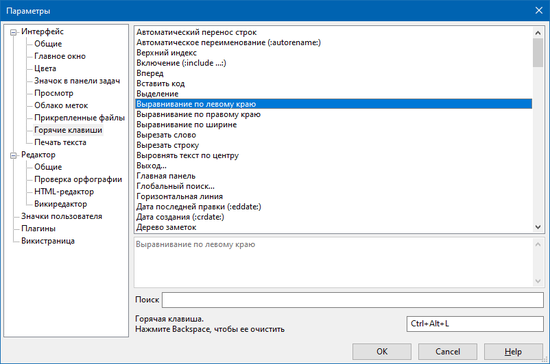 Параметры
Интерфейс
Общие
Главное окно
Цвета
Значок в панели задач
Просмотр
Облако меток
Прикрепленные файлы
Горячие клавиши
Печать текста
Редактор
Общие
Проверка орфографии
HTML-редактор
Викиредактор
Значки пользователя
Плагины
Викистраница
Автоматический перенос строк
Автоматическое переименование (:autorename:)
Верхний индекс
Включение (:include ...:)
Вперед
Вставить код
Выделение
Выравнивание по левому краю
Выравнивание по правому краю
Выравнивание по ширине
Вырезать слово
Вырезать строку
Выровнять текст по центру
Выход...
Главная панель
Глобальный поиск...
Горизонтальная линия
Дата последней правки (:eddate:)
Дата создания (:crdate:)
Дерево заметок
Выравнивание по левому краю
Поиск
Горячая клавиша.
Нажмите Backspace, чтобы ее очистить
Ctrl+Alt+L
OK
Cancel
Help